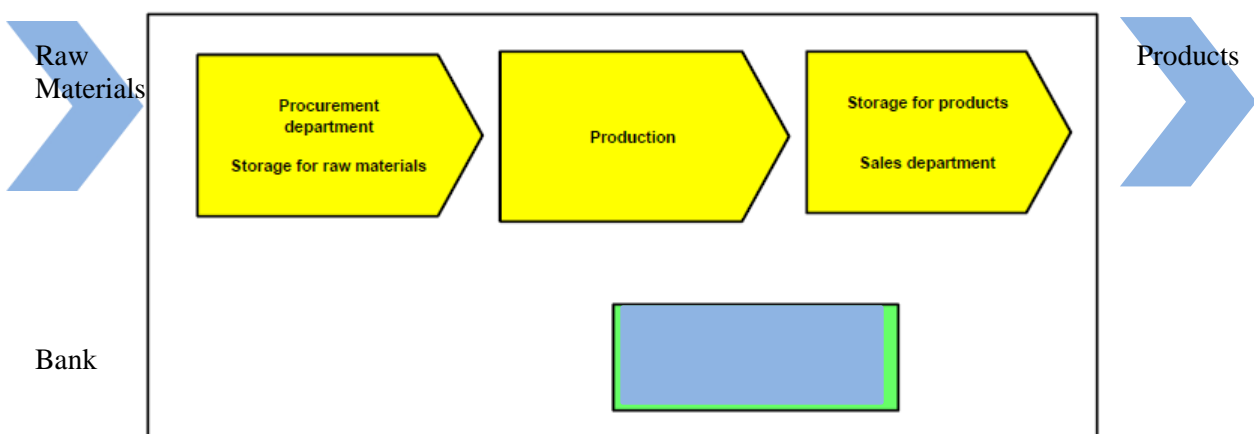 Raw
Materials
Procurement
department
Storage for raw materials
Production
Storage for products
Sales department
Products
Bank